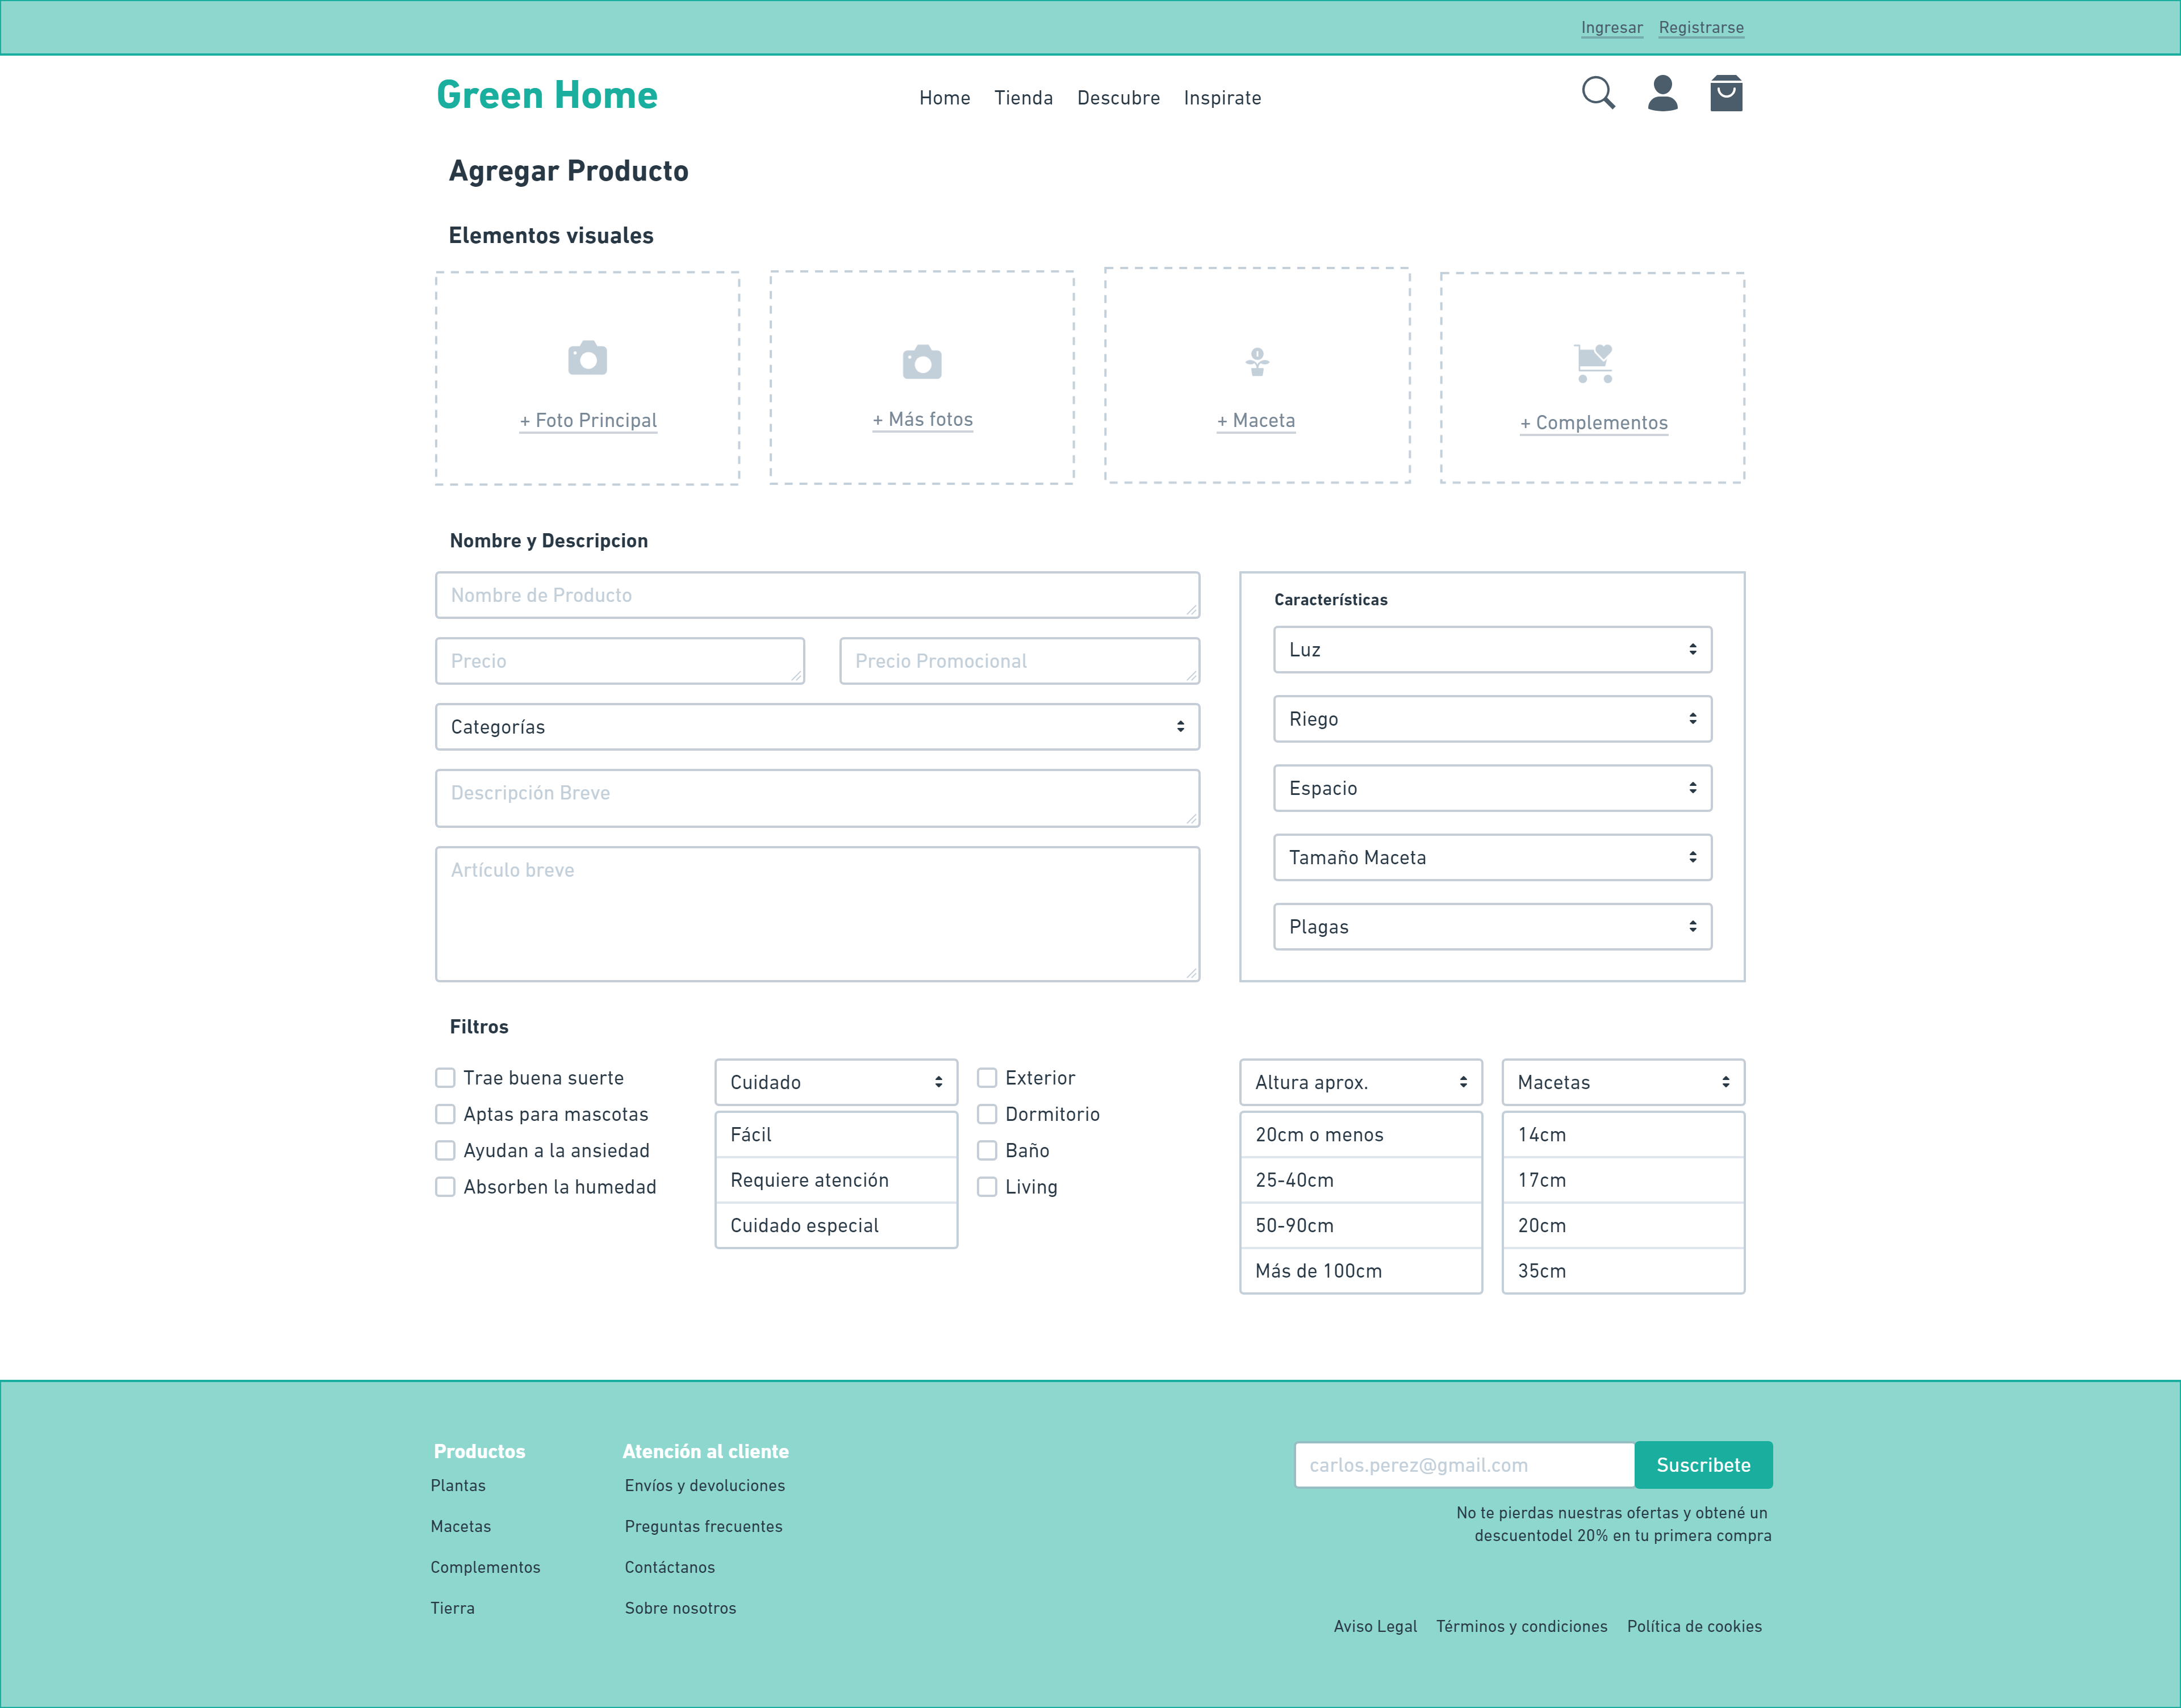 Ingresar Registrarse
Green Home
Home Tienda Descubre Inspirate
Agregar Producto
Elementos visuales
+ Foto Principal
+ Más fotos
+ Maceta
+ Complementos
Nombre y Descripcion
Nombre de Producto
Precio
Precio Promocional
Categorías
Descripción Breve
Artículo breve
Características
Luz
Riego
Espacio
Tamaño Maceta
Plagas
Filtros
Trae buena suerte
Aptas para mascotas
Ayudan a la ansiedad
Absorben la humedad
Cuidado
Fácil
Requiere atención
Cuidado especial
Exterior
Dormitorio
Baño
Living
Altura aprox.
20cm o menos
25-40cm
50-90cm
Más de 100cm
Macetas
14cm
17cm
20cm
35cm
Productos
Plantas
Macetas
Complementos
Tierra
Atención al cliente
Envíos y devoluciones
Preguntas frecuentes
Contáctanos
Sobre nosotros
carlos.perez@gmail.com
Suscribete
No te pierdas nuestras ofertas y obtené un
descuentodel 20% en tu primera compra
Aviso Legal Términos y condiciones Política de cookies